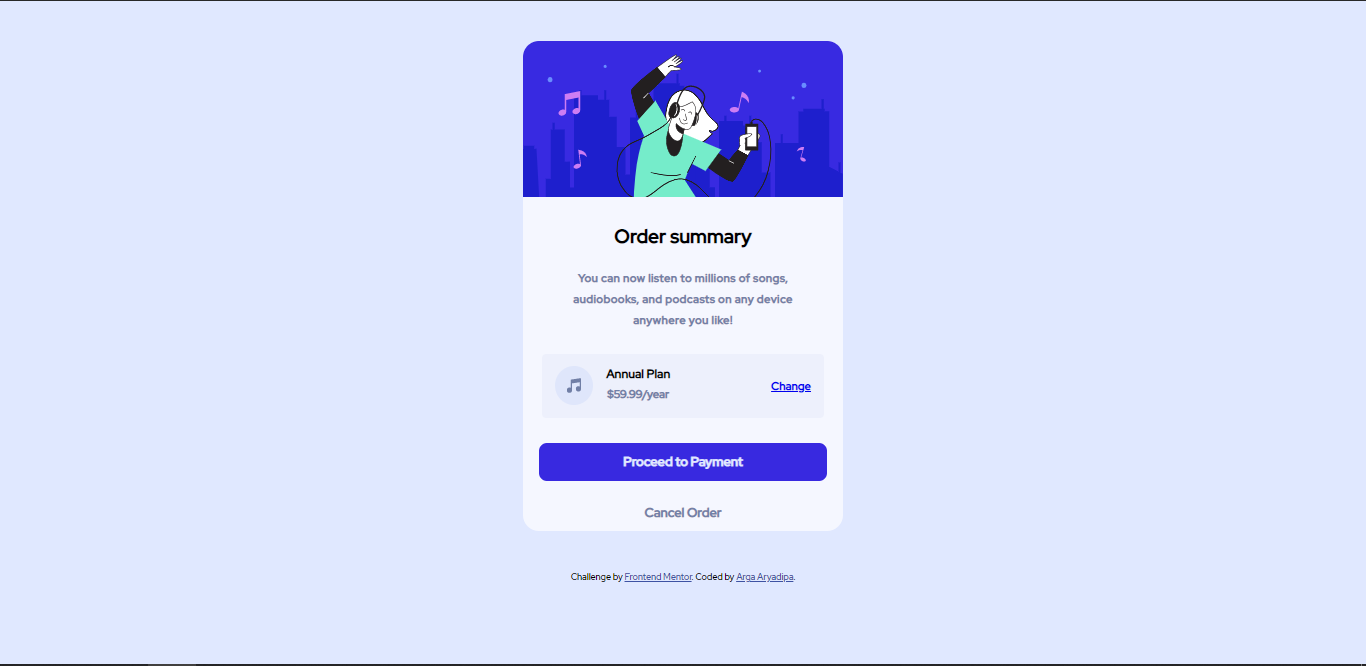 Order summary
You can now listen to millions of songs,
audiobooks, and podcasts on any device
anywhere you like!
Annual Plan
$59.99/year
Change
Proceed to Payment
Cancel Order
Challenge by Frontend Mentor. Coded by Arga Aryadipa.